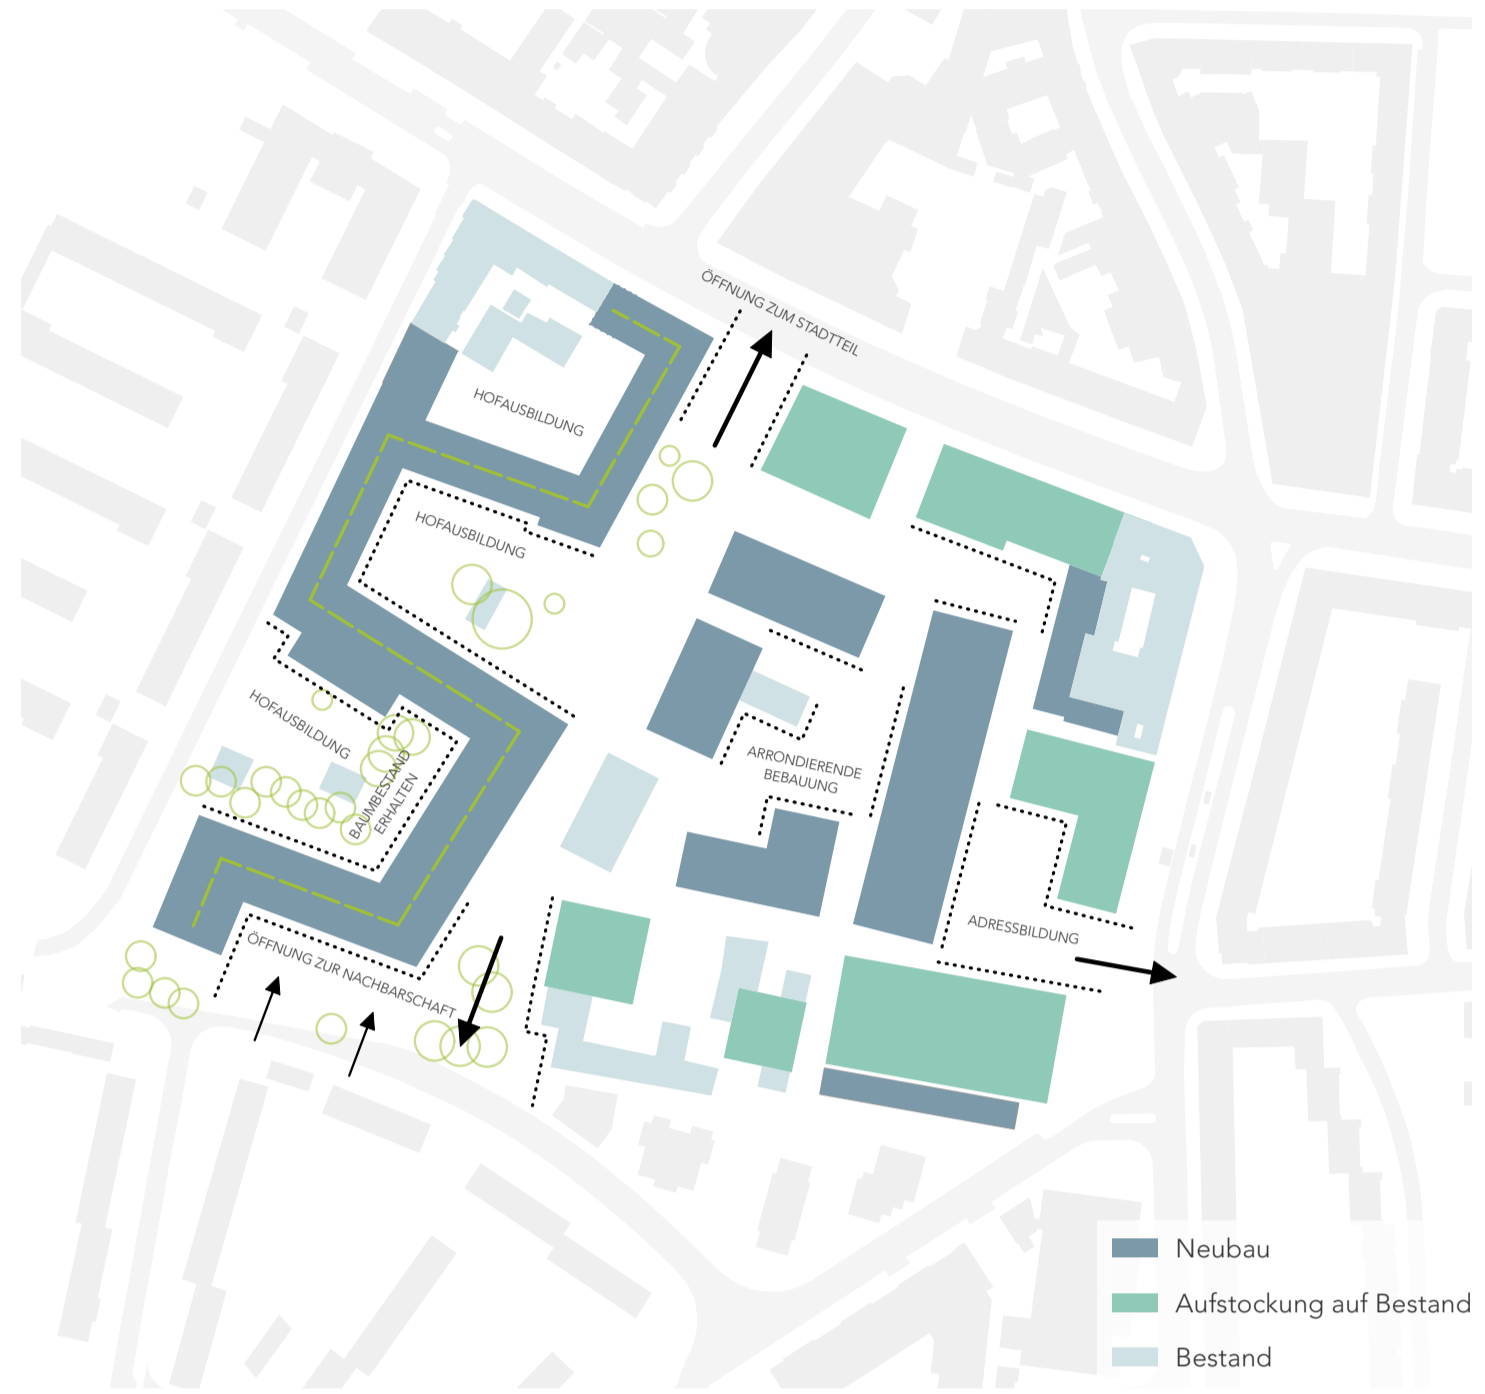 ÖFFNUNG ZUM STADTTEIL
HOFAUSBILDUNG
HOFAUSBILDUNG
HOFAUSBILDUNG
BAUMBESTAND
ERHALTEN
ARRONDIERENDE
BEBAUUNG
ADRESSBILDUNG
ÖFFNUNG ZUR NACHBARSCHAFT
Neubau
Aufstockung auf Bestand
Bestand